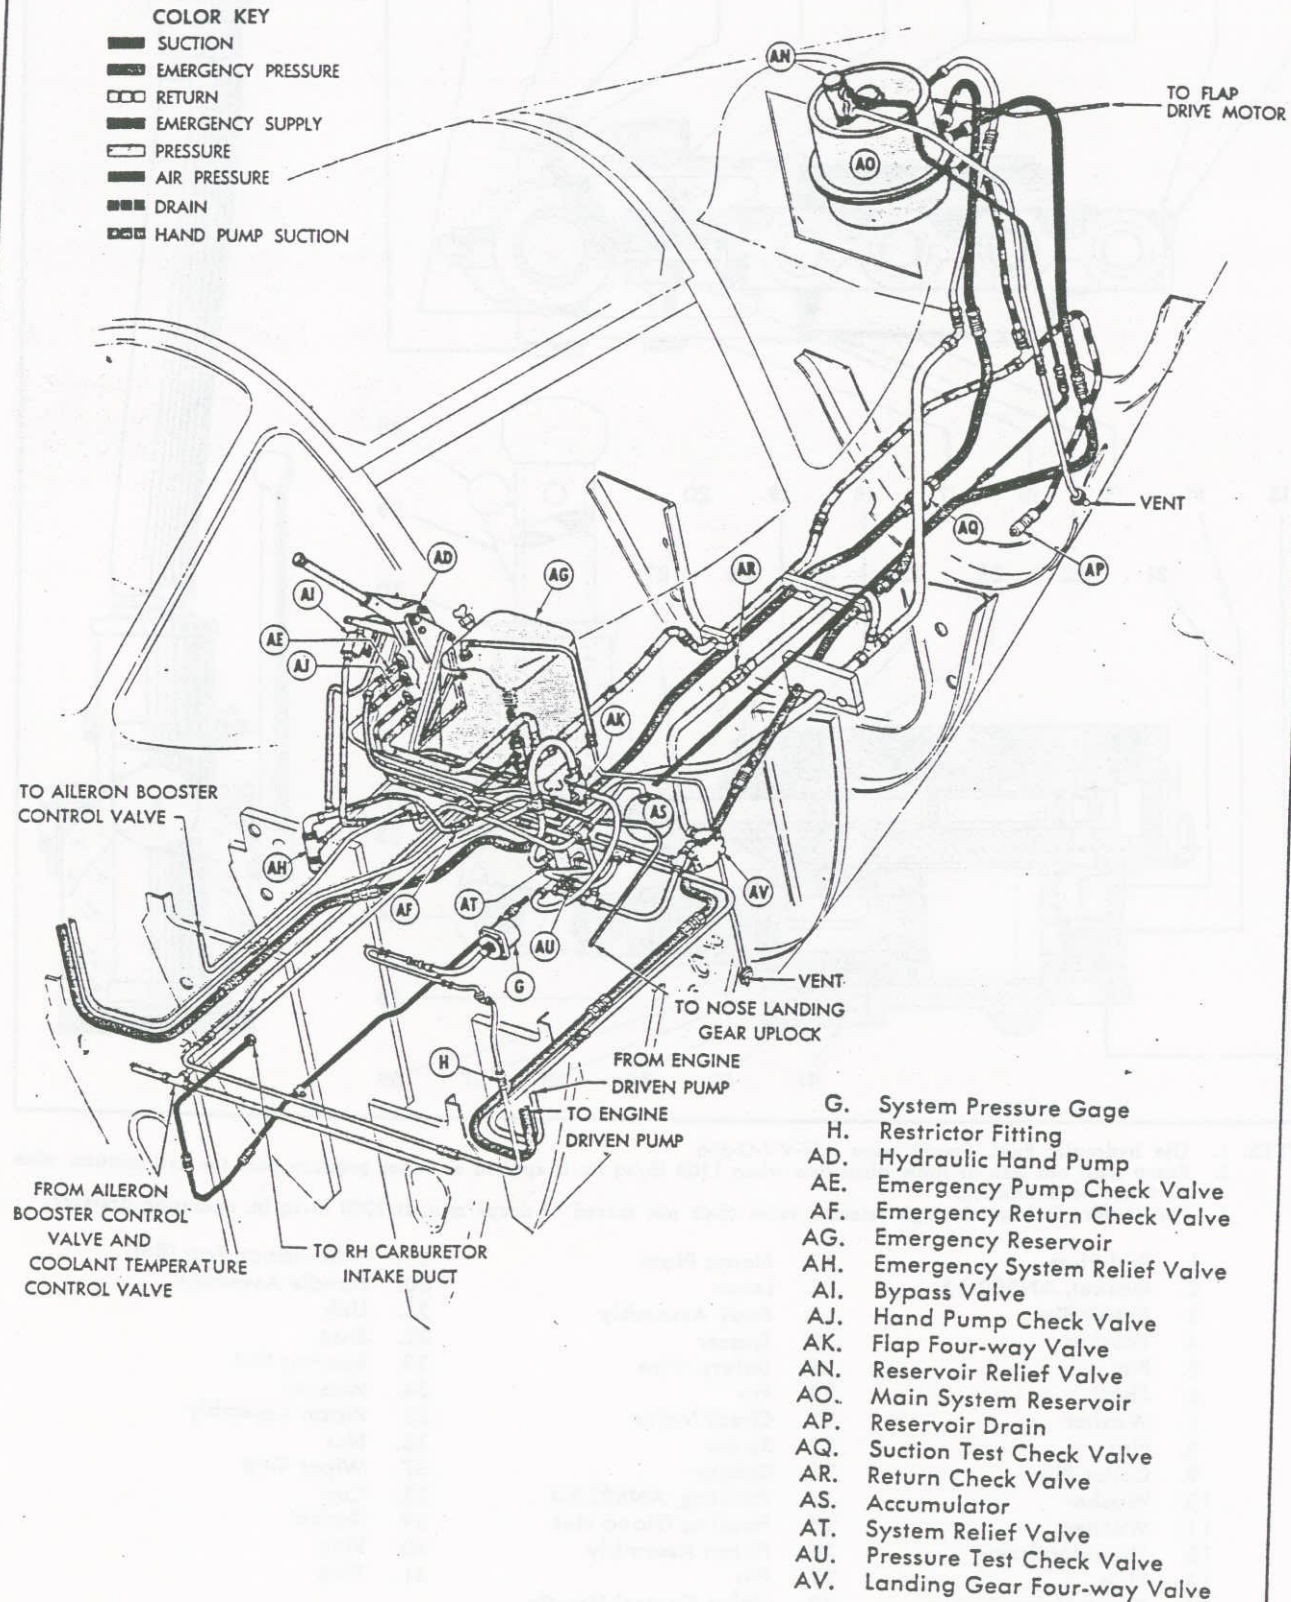 COLOR KEY
SUCTION
EMERGENCY PRESSURE
RETURN
EMERGENCY SUPPLY
PRESSURE
AIR PRESSURE
DRAIN
HAND PUMP SUCTION
AN
TO FLAP
DRIVE MOTOR
AO
VENT
AQ
AP
AD
AG
AR
AI
AE
AJ
AK
TO AILERON BOOSTER
CONTROL VALVE
AS
AH
AV
AF
AT
AU
G
VENT
TO NOSE LANDING
GEAR UPLOCK
H
FROM ENGINE
DRIVEN PUMP
TO ENGINE
DRIVEN PUMP
FROM AILERON
BOOSTER CONTROL
VALVE AND
COOLANT TEMPERATURE
CONTROL VALVE
TO RH CARBURETOR
INTAKE DUCT
G. System Pressure Gage
H. Restrictor Fitting
AD. Hydraulic Hand Pump
AE. Emergency Pump Check Valve
AF. Emergency Return Check Valve
AG. Emergency Reservoir
AH. Emergency System Relief Valve
AI. Bypass Valve
AJ. Hand Pump Check Valve
AK. Flap Four-way Valve
AN. Reservoir Relief Valve
AO. Main System Reservoir
AP. Reservoir Drain
AQ. Suction Test Check Valve
AR. Return Check Valve
AS. Accumulator
AT. System Relief Valve
AU. Pressure Test Check Valve
AV. Landing Gear Four-way Valve